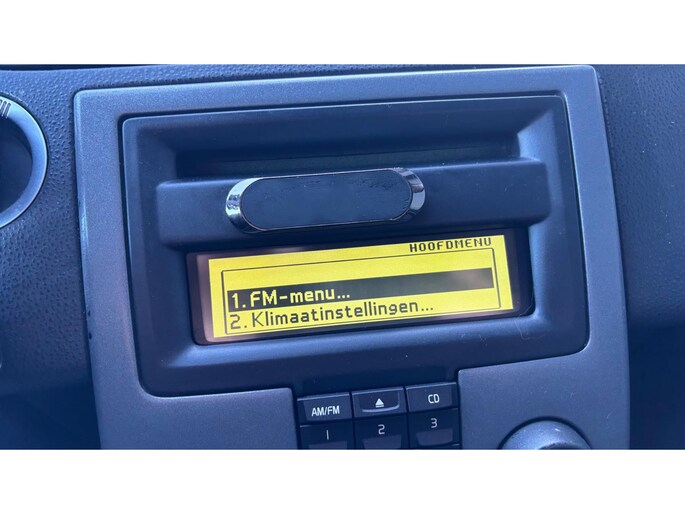 HOOFDMENU
1. FM-menu...
2. Klimaatinstellingen...
AM/FM
CD
1
2
3